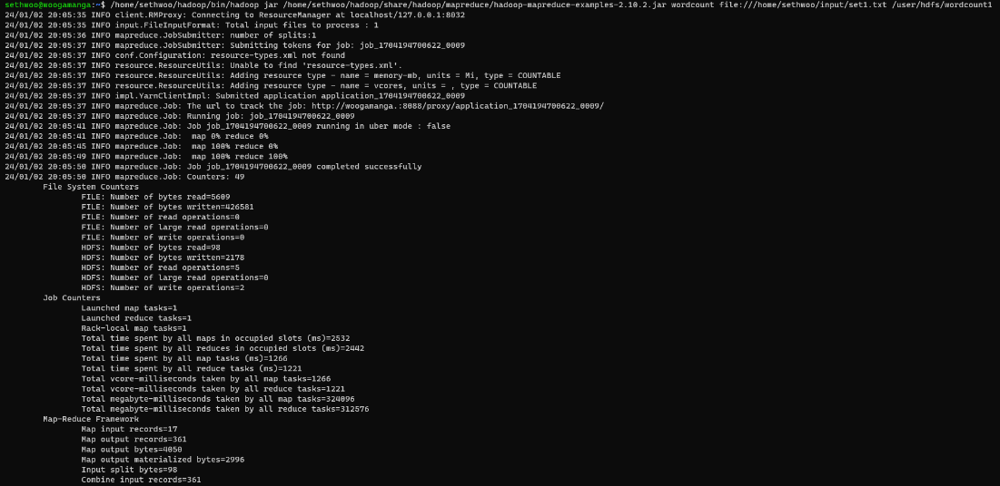 sethwoo@woogamanga:~$ /home/sethwoo/hadoop/bin/hadoop jar /home/sethwoo/hadoop/share/hadoop/mapreduce/hadoop-mapreduce-examples-2.10.2.jar wordcount file:///home/sethwoo/input/set1.txt /user/hdfs/wordcount1
24/01/02 20:05:35 INFO client.RMProxy: Connecting to ResourceManager at localhost/127.0.0.1:8032
24/01/02 20:05:35 INFO input.FileInputFormat: Total input files to process : 1
24/01/02 20:05:36 INFO mapreduce.JobSubmitter: number of splits:1
24/01/02 20:05:37 INFO mapreduce.JobSubmitter: Submitting tokens for job: job_1704194700622_0009
24/01/02 20:05:37 INFO conf.Configuration: resource-types.xml not found
24/01/02 20:05:37 INFO resource.ResourceUtils: Unable to find 'resource-types.xml'.
24/01/02 20:05:37 INFO resource.ResourceUtils: Adding resource type - name = memory-mb, units = Mi, type = COUNTABLE
24/01/02 20:05:37 INFO resource.ResourceUtils: Adding resource type - name = vcores, units = , type = COUNTABLE
24/01/02 20:05:37 INFO impl.YarnClientImpl: Submitted application application_1704194700622_0009
24/01/02 20:05:37 INFO mapreduce.Job: The url to track the job: http://woogamanga.:8088/proxy/application_1704194700622_0009/
24/01/02 20:05:37 INFO mapreduce.Job: Running job: job_1704194700622_0009
24/01/02 20:05:41 INFO mapreduce.Job: Job job_1704194700622_0009 running in uber mode : false
24/01/02 20:05:41 INFO mapreduce.Job:  map 0% reduce 0%
24/01/02 20:05:45 INFO mapreduce.Job:  map 100% reduce 0%
24/01/02 20:05:49 INFO mapreduce.Job:  map 100% reduce 100%
24/01/02 20:05:50 INFO mapreduce.Job: Job job_1704194700622_0009 completed successfully
24/01/02 20:05:50 INFO mapreduce.Job: Counters: 49
File System Counters
FILE: Number of bytes read=5609
FILE: Number of bytes written=426581
FILE: Number of read operations=0
FILE: Number of large read operations=0
FILE: Number of write operations=0
HDFS: Number of bytes read=98
HDFS: Number of bytes written=2178
HDFS: Number of read operations=5
HDFS: Number of large read operations=0
HDFS: Number of write operations=2
Job Counters
Launched map tasks=1
Launched reduce tasks=1
Rack-local map tasks=1
Total time spent by all maps in occupied slots (ms)=2532
Total time spent by all reduces in occupied slots (ms)=2442
Total time spent by all map tasks (ms)=1266
Total time spent by all reduce tasks (ms)=1221
Total vcore-milliseconds taken by all map tasks=1266
Total vcore-milliseconds taken by all reduce tasks=1221
Total megabyte-milliseconds taken by all map tasks=324096
Total megabyte-milliseconds taken by all reduce tasks=312576
Map-Reduce Framework
Map input records=17
Map output records=361
Map output bytes=4050
Map output materialized bytes=2996
Input split bytes=98
Combine input records=361